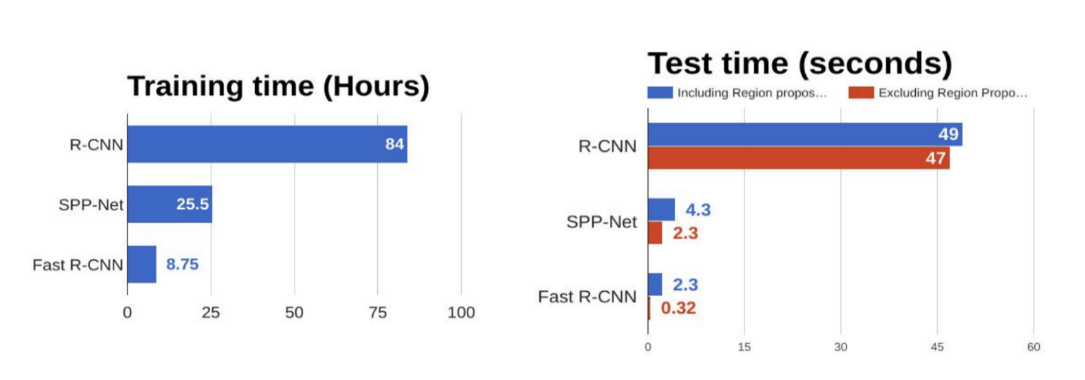 Training time (Hours)
R-CNN
84
SPP-Net
25.5
Fast R-CNN
8.75
0 25 50 75 100
Test time (seconds)
Including Region propos... Excluding Region Propo...
R-CNN
49
47
SPP-Net
4.3
2.3
Fast R-CNN
2.3
0.32
0 15 30 45 60